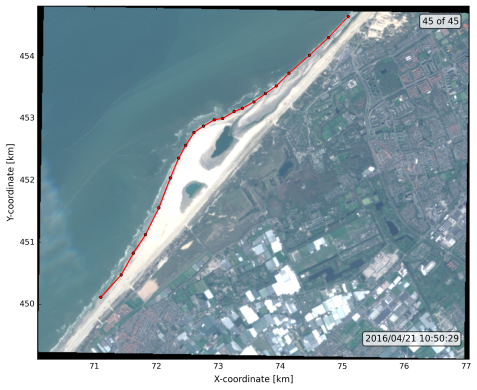 45 of 45
454
453
452
451
450
Y-coordinate [km]
2016/04/21 10:50:29
71 72 73 74 75 76 77
X-coordinate [km]